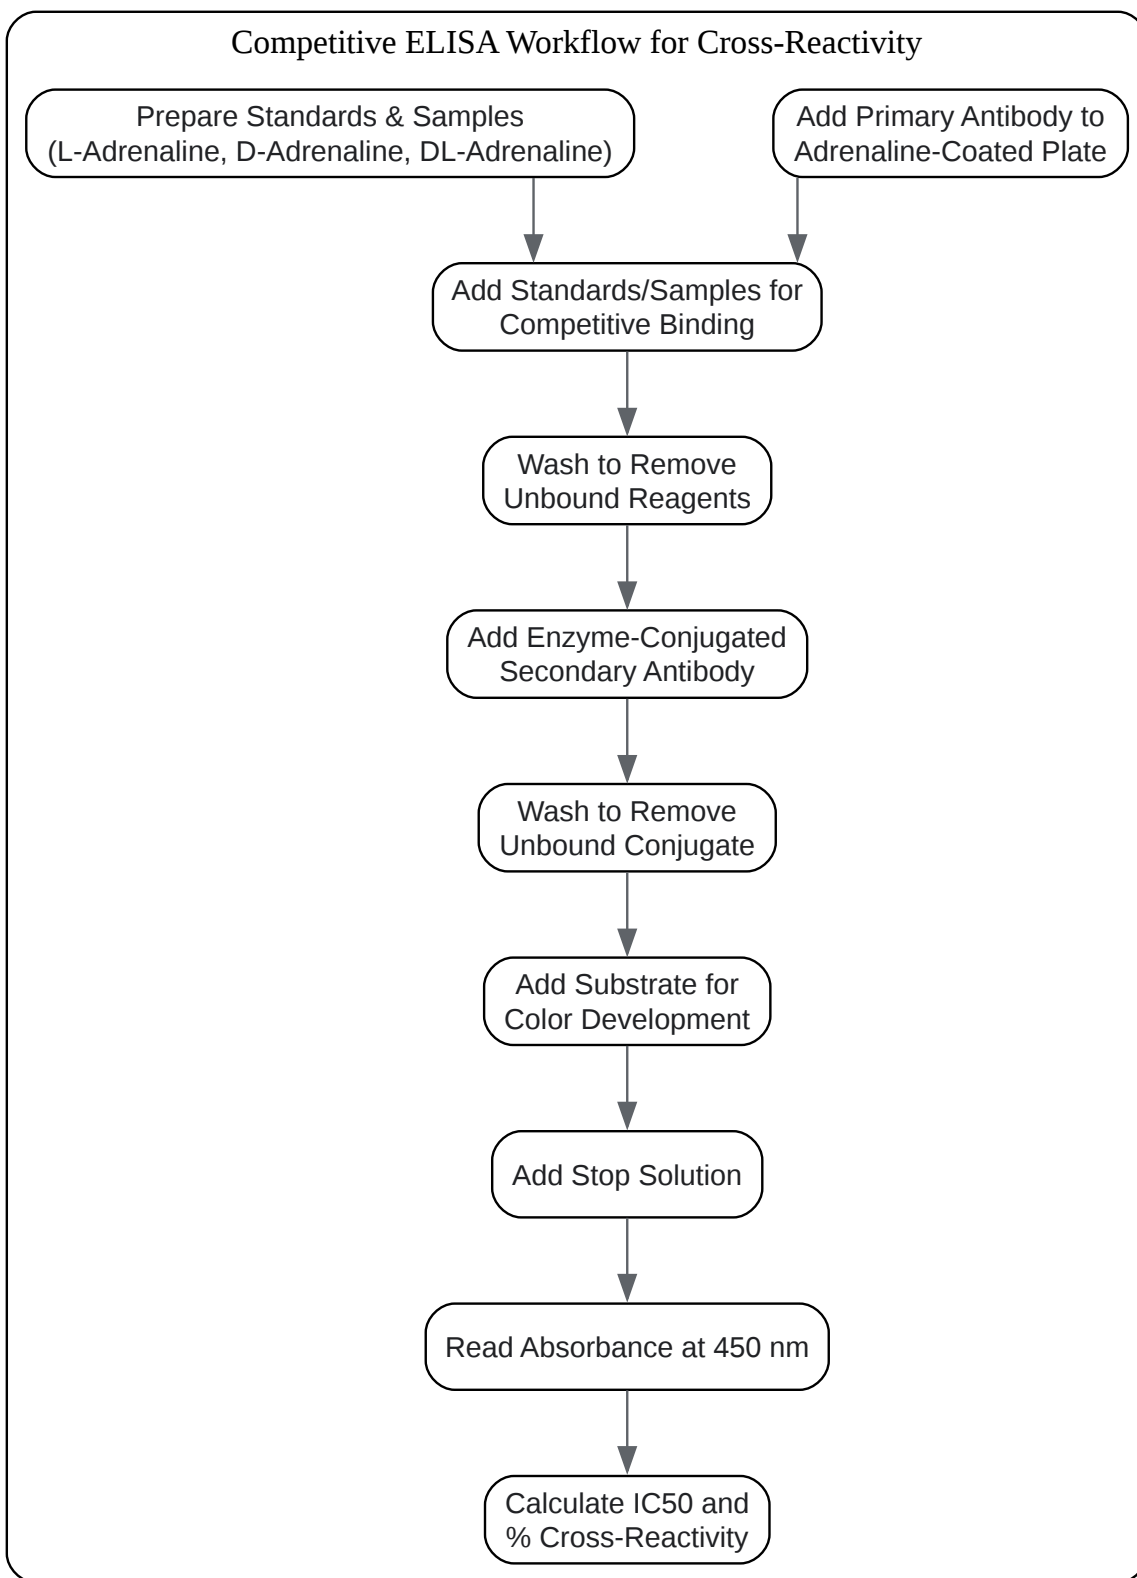 Competitive ELISA Workflow for Cross-Reactivity
Prepare Standards & Samples
(L-Adrenaline, D-Adrenaline, DL-Adrenaline)
Add Primary Antibody to
Adrenaline-Coated Plate
Add Standards/Samples for
Competitive Binding
Wash to Remove
Unbound Reagents
Add Enzyme-Conjugated
Secondary Antibody
Wash to Remove
Unbound Conjugate
Add Substrate for
Color Development
Add Stop Solution
Read Absorbance at 450 nm
Calculate IC50 and
% Cross-Reactivity